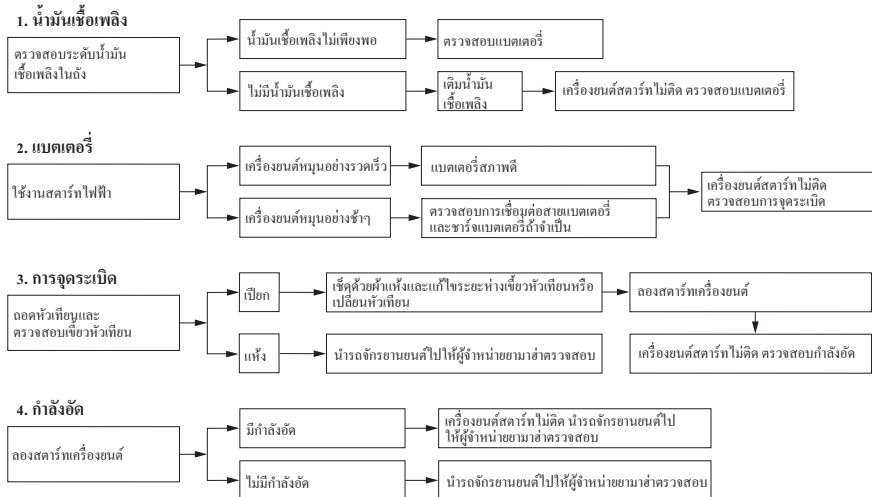 1. น้ำมันเชื้อเพลิง
ตรวจสอบระดับน้ำมัน
เชื้อเพลิงในถัง
น้ำมันเชื้อเพลิงไม่เพียงพอ
ตรวจสอบแบตเตอรี่
ไม่มีน้ำมันเชื้อเพลิง
เติมน้ำมัน
เชื้อเพลิง
เครื่องยนต์สตาร์ทไม่ติด ตรวจสอบแบตเตอรี่
2. แบตเตอรี่
ใช้งานสตาร์ทไฟฟ้า
เครื่องยนต์หมุนอย่างรวดเร็ว
แบตเตอรี่สภาพดี
เครื่องยนต์หมุนอย่างช้าๆ
ตรวจสอบการเชื่อมต่อสายแบตเตอรี่
และชาร์จแบตเตอรี่ถ้าจำเป็น
เครื่องยนต์สตาร์ทไม่ติด
ตรวจสอบการจุดระเบิด
3. การจุดระเบิด
ถอดหัวเทียนและ
ตรวจสอบเขี้ยวหัวเทียน
เปียก
เช็ดด้วยผ้าแห้งและแก้ไขระยะห่างเขี้ยวหัวเทียนหรือ
เปลี่ยนหัวเทียน
ลองสตาร์ทเครื่องยนต์
แห้ง
นำรถจักรยานยนต์ไปให้ผู้จำหน่ายยามาฮ่าตรวจสอบ
เครื่องยนต์สตาร์ทไม่ติด ตรวจสอบกำลังอัด
4. กำลังอัด
ลองสตาร์ทเครื่องยนต์
มีกำลังอัด
เครื่องยนต์สตาร์ทไม่ติด นำรถจักรยานยนต์ไป
ให้ผู้จำหน่ายยามาฮ่าตรวจสอบ
ไม่มีกำลังอัด
นำรถจักรยานยนต์ไปให้ผู้จำหน่ายยามาฮ่าตรวจสอบ